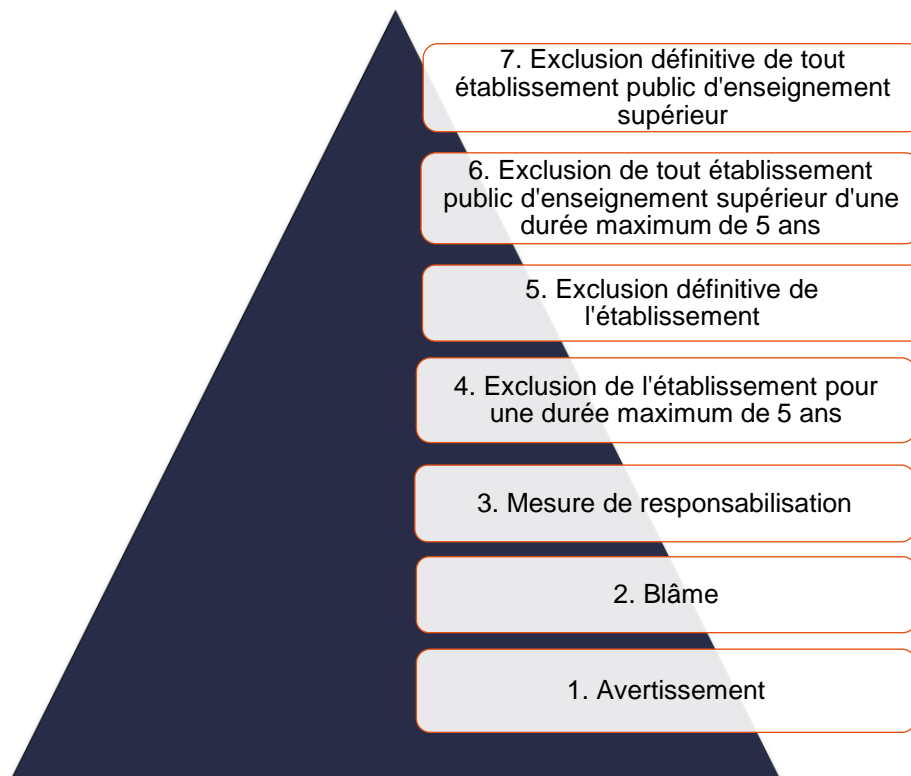 7. Exclusion définitive de tout
établissement public d'enseignement
supérieur
6. Exclusion de tout établissement
public d'enseignement supérieur d'une
durée maximum de 5 ans
5. Exclusion définitive de
l'établissement
4. Exclusion de l'établissement pour
une durée maximum de 5 ans
3. Mesure de responsabilisation
2. Blâme
1. Avertissement